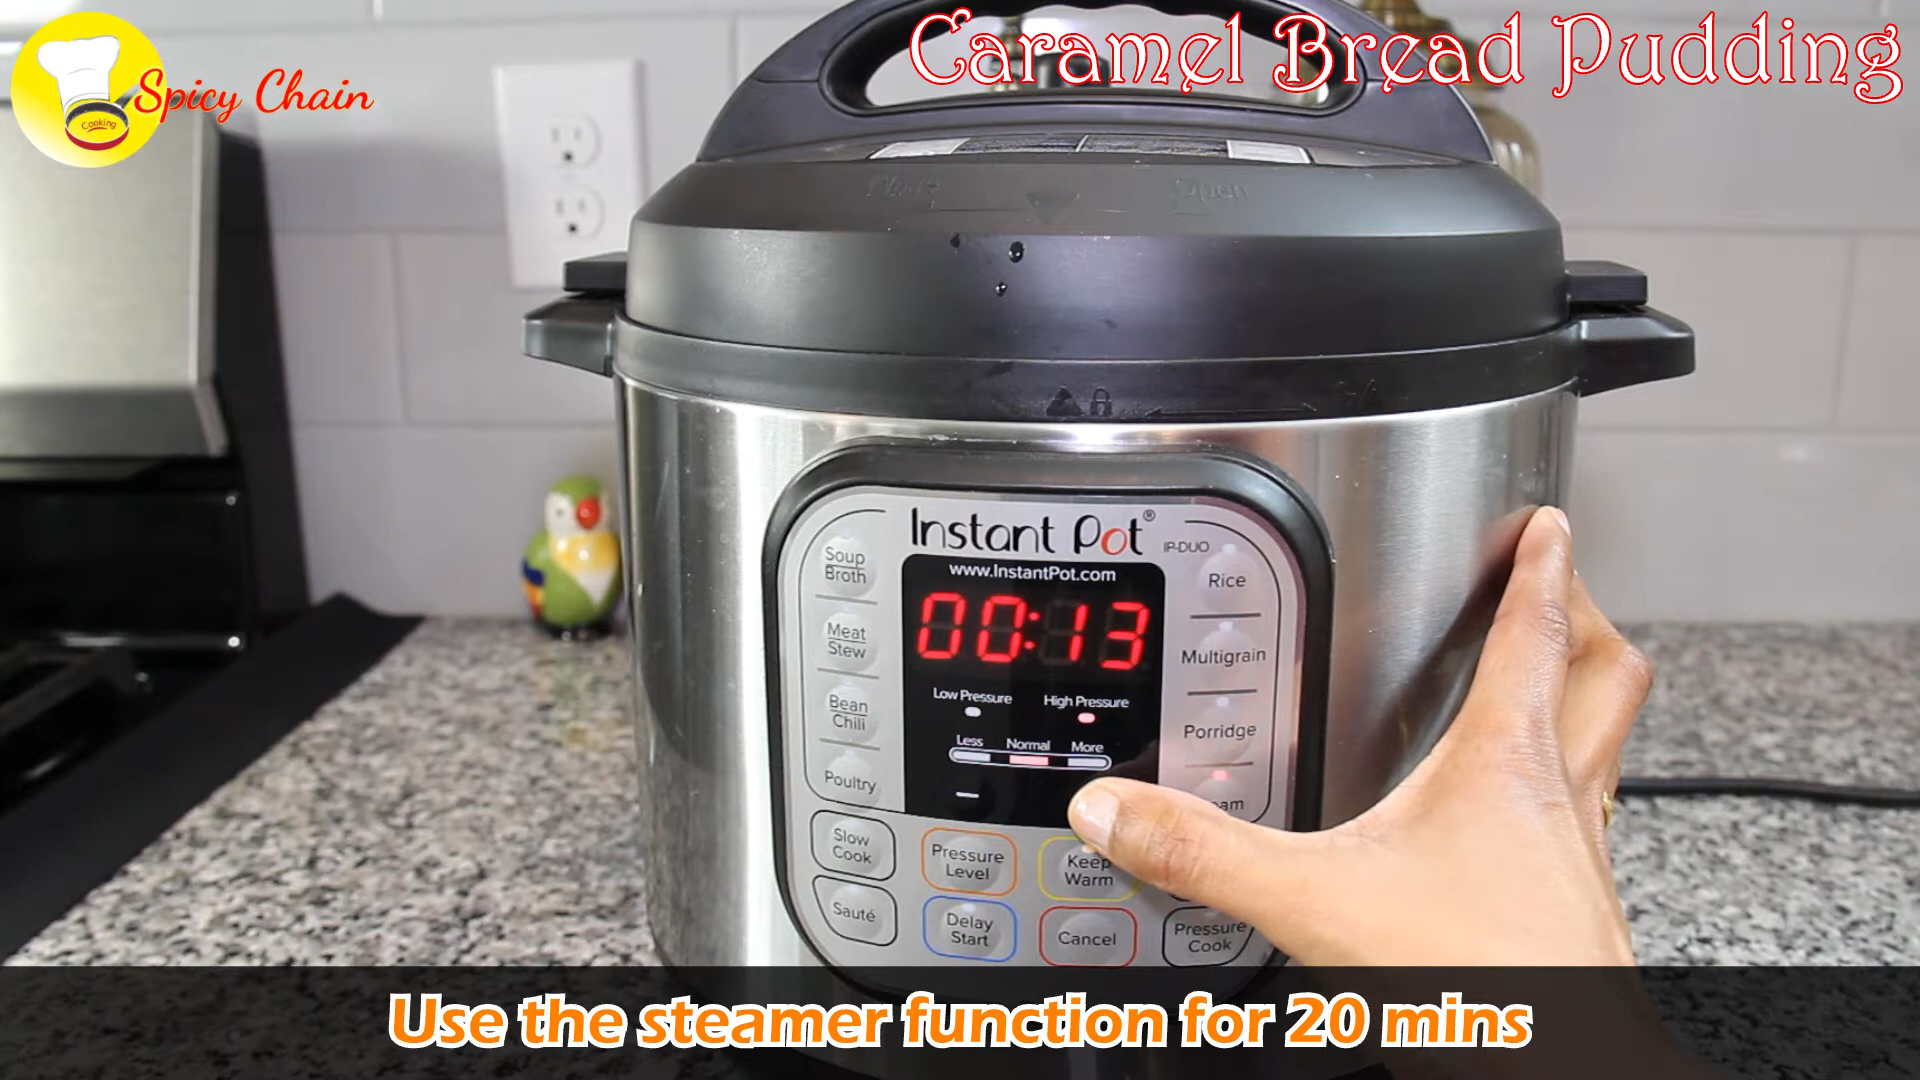 Caramel Bread Pudding
Spicy Chain
Cooking
Open
Instant Pot®
IP-DUO
www.InstantPot.com
00:13
Soup
Broth
Meat
Stew
Bean
Chili
Poultry
Rice
Multigrain
Porridge
Low Pressure
High Pressure
Less
Normal
More
Slow
Cook
Pressure
Level
Keep
Warm
Sauté
Delay
Start
Cancel
Pressure
Cook
Use the steamer function for 20 mins